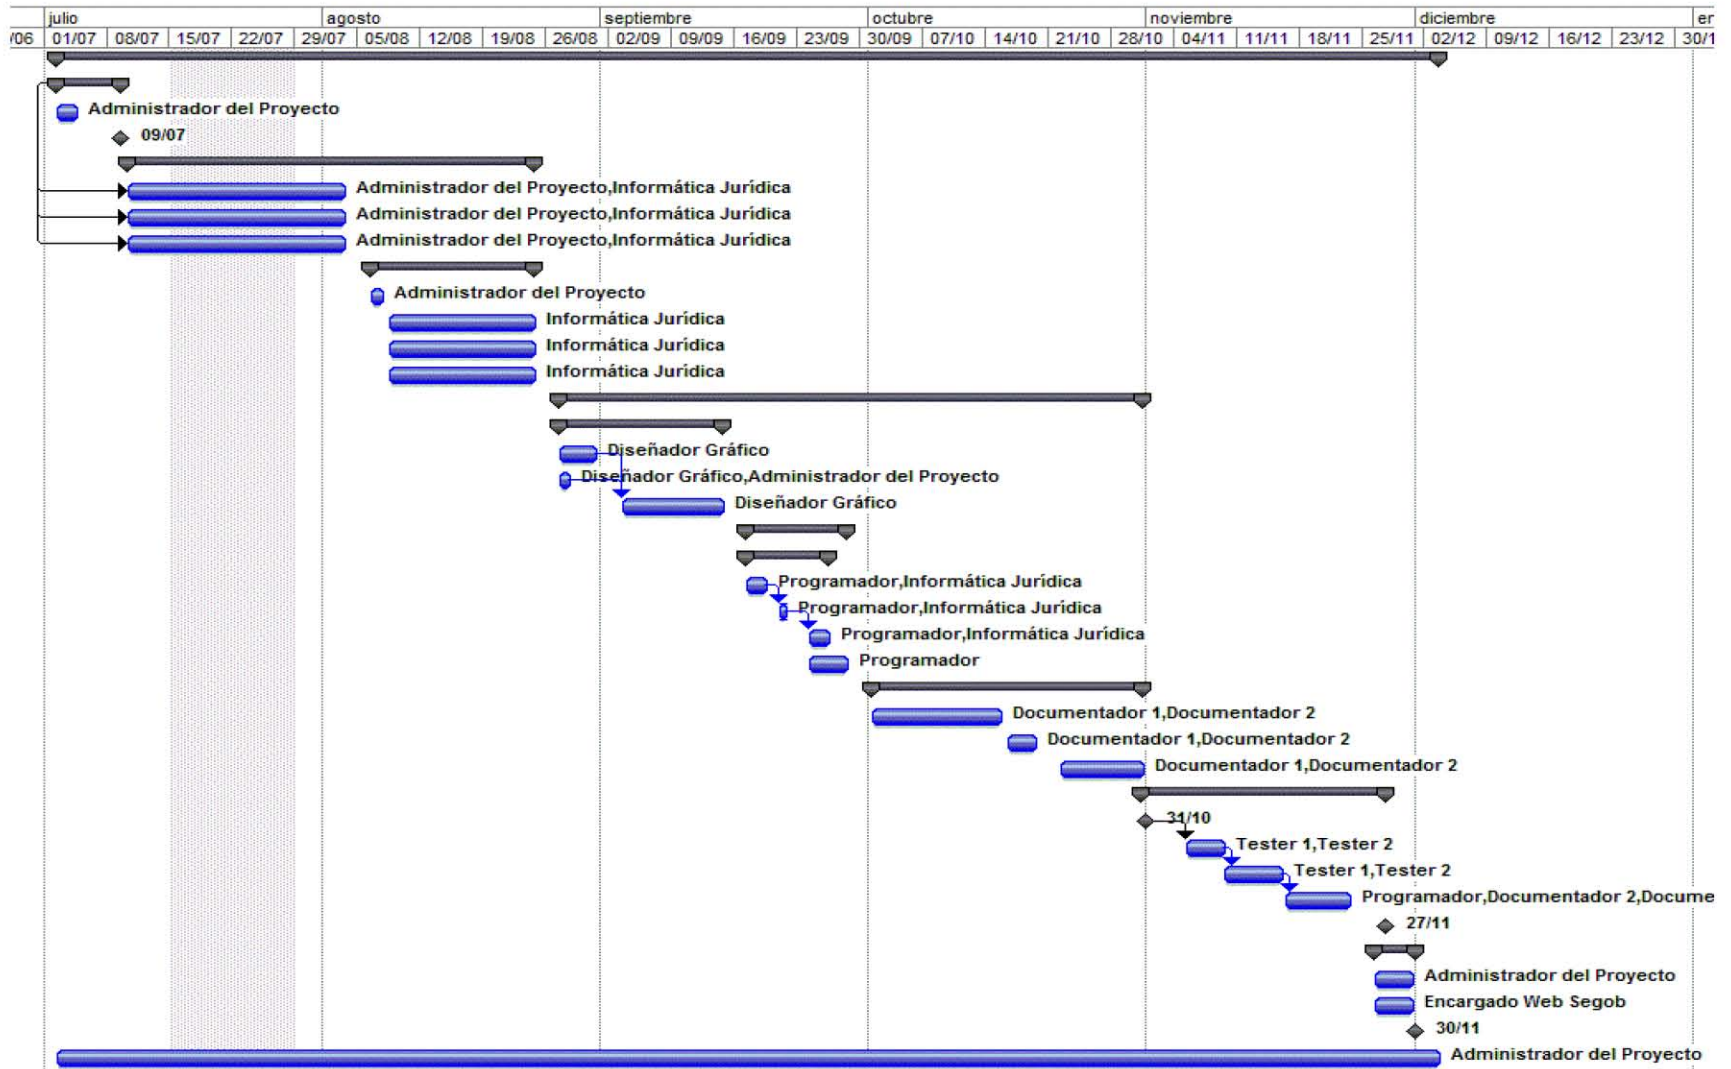 julio agosto septiembre octubre noviembre diciembre er
/06 01/07 08/07 15/07 22/07 29/07 05/08 12/08 19/08 26/08 02/09 09/09 16/09 23/09 30/09 07/10 14/10 21/10 28/10 04/11 11/11 18/11 25/11 02/12 09/12 16/12 23/12 30/1
Administrador del Proyecto
09/07
Administrador del Proyecto,Informática Jurídica
Administrador del Proyecto,Informática Jurídica
Administrador del Proyecto,Informática Jurídica
Administrador del Proyecto
Informática Jurídica
Informática Jurídica
Informática Jurídica
Diseñador Gráfico
Diseñador Gráfico,Administrador del Proyecto
Diseñador Gráfico
Programador,Informática Jurídica
Programador,Informática Jurídica
Programador,Informática Jurídica
Programador
Documentador 1,Documentador 2
Documentador 1,Documentador 2
Documentador 1,Documentador 2
31/10
Tester 1,Tester 2
Tester 1,Tester 2
Programador,Documentador 2,Docume
27/11
Administrador del Proyecto
Encargado Web Segob
30/11
Administrador del Proyecto